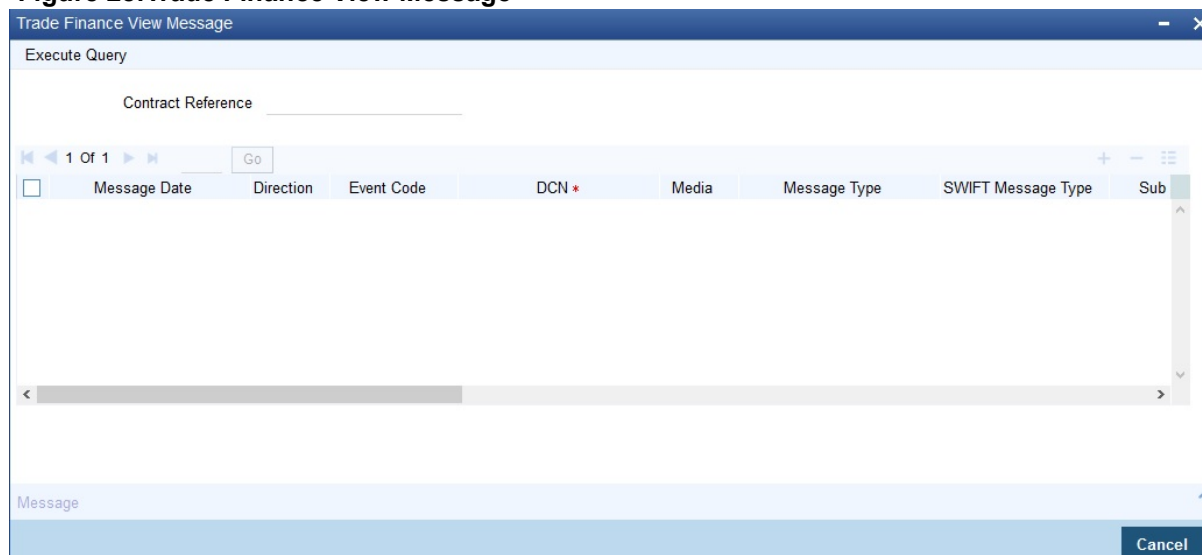 Trade Finance View Message
Execute Query
Contract Reference
1 Of 1 Go
Message Date Direction Event Code DCN * Media Message Type SWIFT Message Type Sub
Message
Cancel